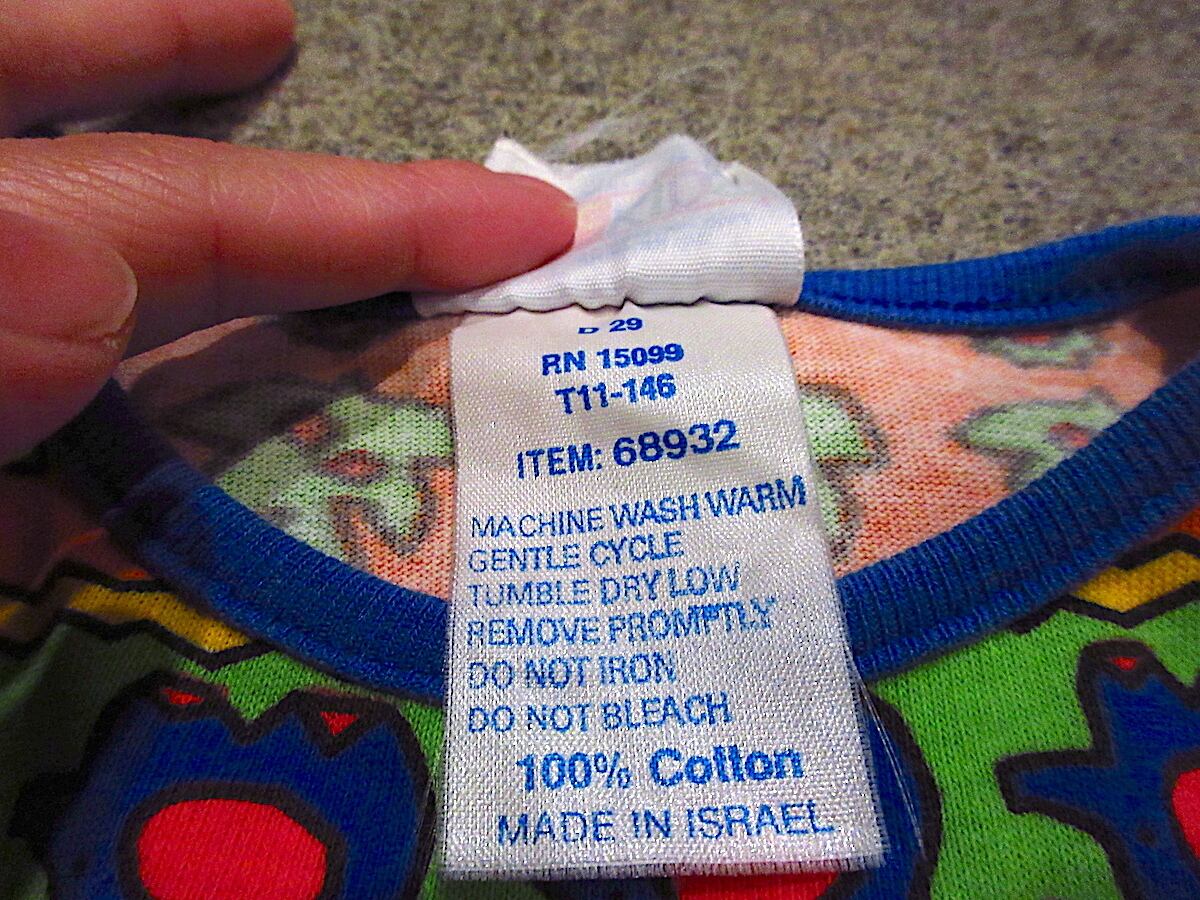 29
RN 15099
T11-146
ITEM: 68932
MACHINE WASH WARM
GENTLE CYCLE
TUMBLE DRY LOW
REMOVE PROMPTLY
DO NOT IRON
DO NOT BLEACH
100% Cotton
MADE IN ISRAEL